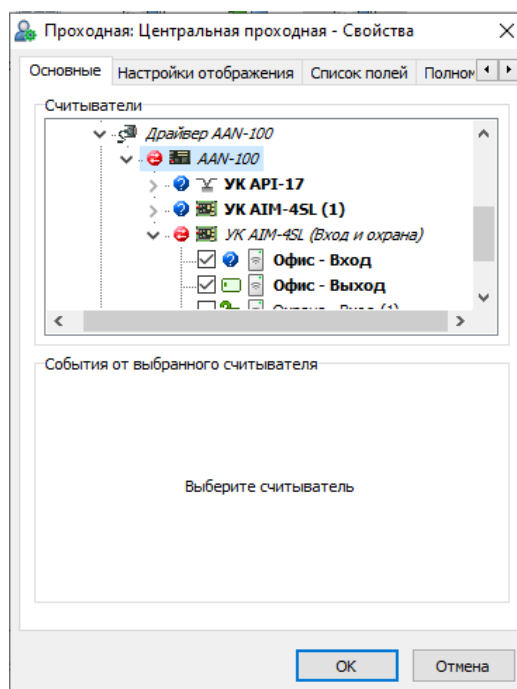 Проходная: Центральная проходная - Свойства
Основные Настройки отображения Список полей Полном
Считыватели
Драйвер AAN-100
AAN-100
УК API-17
УК AIM-4SL (1)
УК AIM-4SL (Вход и охрана)
Офис - Вход
Офис - Выход
События от выбранного считывателя
Выберите считыватель
OK Отмена